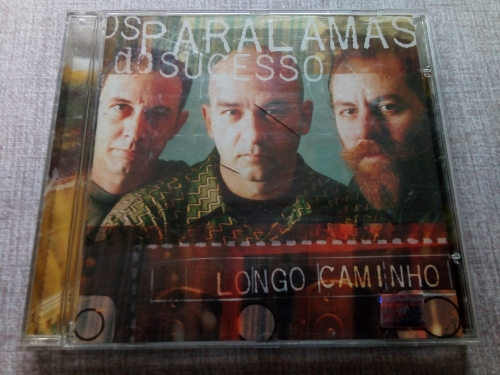 OS PARALAMAS
do SUCESSO
LONGO CAMINHO